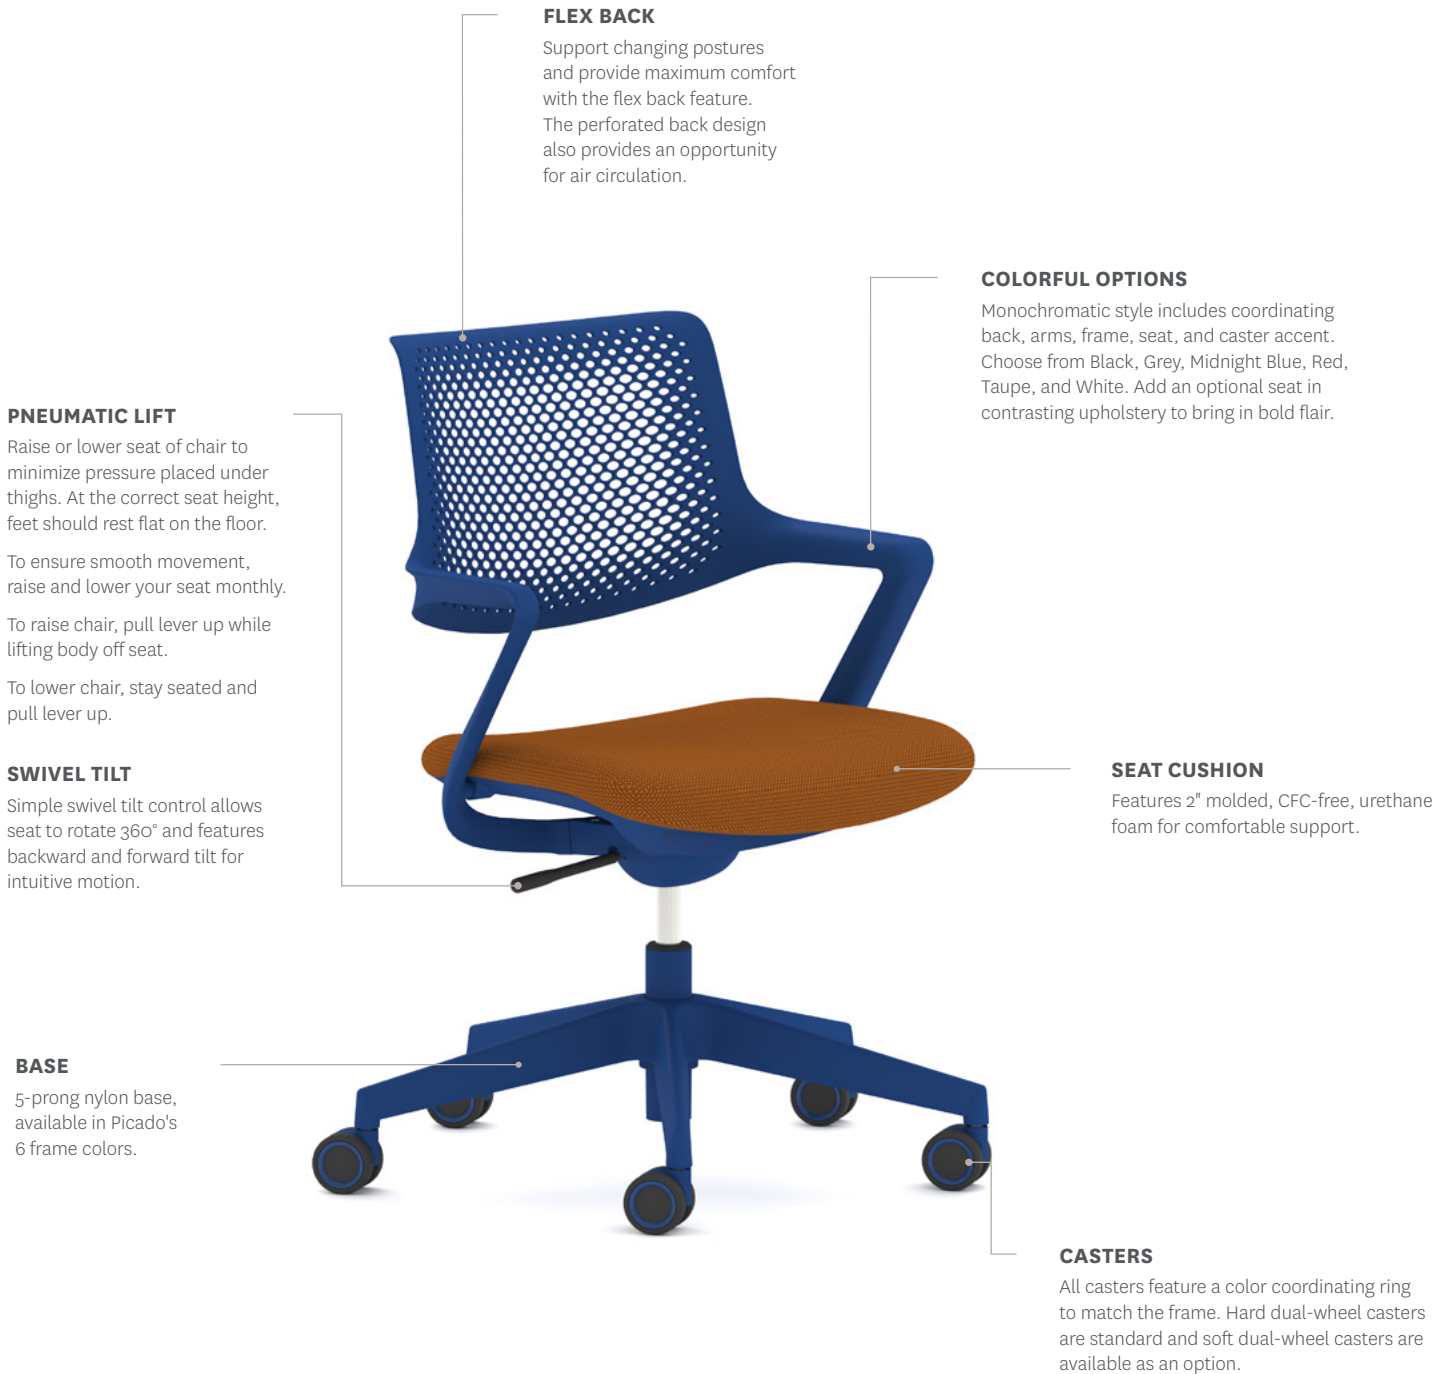 FLEX BACK
Support changing postures
and provide maximum comfort
with the flex back feature.
The perforated back design
also provides an opportunity
for air circulation.
COLORFUL OPTIONS
Monochromatic style includes coordinating
back, arms, frame, seat, and caster accent.
Choose from Black, Grey, Midnight Blue, Red,
Taupe, and White. Add an optional seat in
contrasting upholstery to bring in bold flair.
PNEUMATIC LIFT
Raise or lower seat of chair to
minimize pressure placed under
thighs. At the correct seat height,
feet should rest flat on the floor.
To ensure smooth movement,
raise and lower your seat monthly.
To raise chair, pull lever up while
lifting body off seat.
To lower chair, stay seated and
pull lever up.
SWIVEL TILT
Simple swivel tilt control allows
seat to rotate 360° and features
backward and forward tilt for
intuitive motion.
SEAT CUSHION
Features 2" molded, CFC-free, urethane
foam for comfortable support.
BASE
5-prong nylon base,
available in Picado's
6 frame colors.
CASTERS
All casters feature a color coordinating ring
to match the frame. Hard dual-wheel casters
are standard and soft dual-wheel casters are
available as an option.